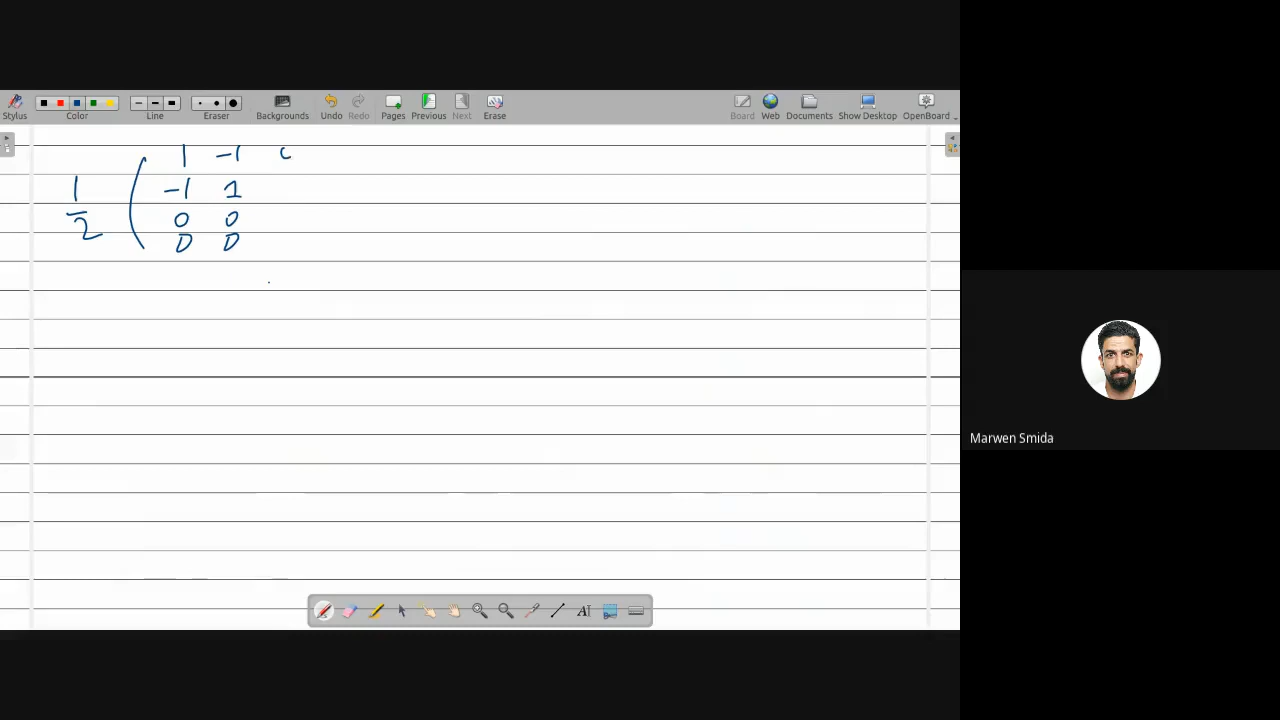 Stylus Color Line Eraser Backgrounds Undo Redo Pages Previous Next Erase Board Web Documents Show Desktop OpenBoard
1 -1
1 -1 1
2 0 0
0 0
Marwen Smida
AI